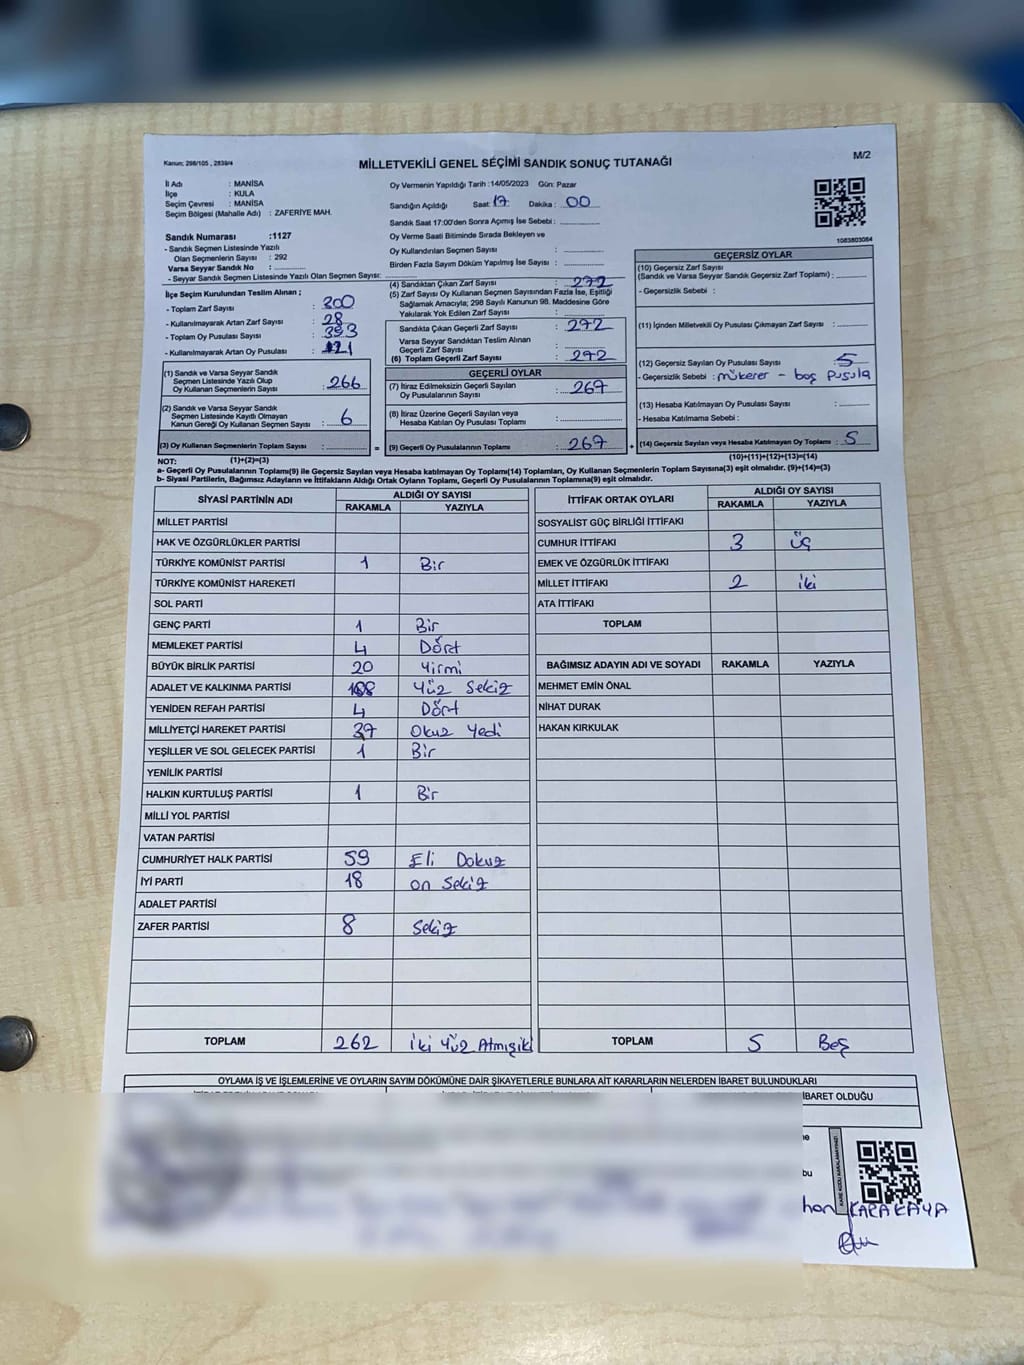 Kanun: 298/105 , 2839/4
MİLLETVEKİLİ GENEL SEÇİMİ SANDIK SONUÇ TUTANAĞI
M/2
İl Adı : MANİSA
İlçe : KULA
Seçim Çevresi : MANİSA
Seçim Bölgesi (Mahalle Adı) : ZAFERİYE MAH.
Sandık Numarası :1127
- Sandık Seçmen Listesinde Yazılı
Olan Seçmenlerin Sayısı : 292
Varsa Seyyar Sandık No :
- Seyyar Sandık Seçmen Listesinde Yazılı Olan Seçmen Sayısı:
İlçe Seçim Kurulundan Teslim Alınan ;
- Toplam Zarf Sayısı : 300
- Kullanılmayarak Artan Zarf Sayısı : 28
- Toplam Oy Pusulası Sayısı : 393
- Kullanılmayarak Artan Oy Pusulası : 121
(1) Sandık ve Varsa Seyyar Sandık
Seçmen Listesinde Yazılı Olup
Oy Kullanan Seçmenlerin Sayısı : 266
(2) Sandık ve Varsa Seyyar Sandık
Seçmen Listesinde Kayıtlı Olmayan
Kanun Gereği Oy Kullanan Seçmen Sayısı : 6
(3) Oy Kullanan Seçmenlerin Toplam Sayısı :
(1)+(2)=(3)
Oy Vermenin Yapıldığı Tarih :14/05/2023 Gün: Pazar
Sandığın Açıldığı Saat: 17 Dakika : 00
Sandık Saat 17:00'den Sonra Açımış İse Sebebi :
Oy Verme Saati Bitiminde Sırada Bekleyen ve
Oy Kullandırılan Seçmen Sayısı :
Birden Fazla Sayım Döküm Yapılmış İse Sayısı :
(4) Sandıktan Çıkan Zarf Sayısı : 272
(5) Zarf Sayısı Oy Kullanan Seçmen Sayısından Fazla İse, Eşitliği
Sağlamak Amacıyla; 298 Sayılı Kanunun 98. Maddesine Göre
Yakılarak Yok Edilen Zarf Sayısı :
Sandıkta Çıkan Geçerli Zarf Sayısı : 272
Varsa Seyyar Sandıktan Teslim Alınan
Geçerli Zarf Sayısı :
(6) Toplam Geçerli Zarf Sayısı : 272
GEÇERLİ OYLAR
(7) İtiraz Edilmeksizin Geçerli Sayılan
Oy Pusulasının Sayısı : 267
(8) İtiraz Üzerine Geçerli Sayılan veya
Hesaba Katılan Oy Pusulası Toplamı :
= (9) Geçerli Oy Pusulalarının Toplamı : 267 +
1083803084
GEÇERSİZ OYLAR
(10) Geçersiz Zarf Sayısı
(Sandık ve Varsa Seyyar Sandık Geçersiz Zarf Toplamı) :
- Geçersizlik Sebebi :
(11) İçinden Milletvekili Oy Pusulası Çıkmayan Zarf Sayısı :
(12) Geçersiz Sayılan Oy Pusulası Sayısı : 5
- Geçersizlik Sebebi : mükerer - boş pusula
(13) Hesaba Katılmayan Oy Pusulası Sayısı :
- Hesaba Katılmama Sebebi :
(14) Geçersiz Sayılan veya Hesaba Katılmayan Oy Toplamı : 5
(10)+(11)+(12)+(13)=(14)
NOT:
a- Geçerli Oy Pusulalarının Toplamı(9) ile Geçersiz Sayılan veya Hesaba katılmayan Oy Toplamı(14) Toplamları, Oy Kullanan Seçmenlerin Toplam Sayısına(3) eşit olmalıdır. (9)+(14)=(3)
b- Siyasi Partilerin, Bağımsız Adayların ve İttifakların Aldığı Ortak Oyların Toplamı, Geçerli Oy Pusulalarının Toplamına(9) eşit olmalıdır.
SİYASİ PARTİNİN ADI ALDIĞI OY SAYISI
RAKAMLA YAZIYLA
MİLLET PARTİSİ
HAK VE ÖZGÜRLÜKLER PARTİSİ
TÜRKİYE KOMÜNİST PARTİSİ 1 Bir
TÜRKİYE KOMÜNİST HAREKETİ
SOL PARTİ
GENÇ PARTİ 1 Bir
MEMLEKET PARTİSİ 4 Dört
BÜYÜK BİRLİK PARTİSİ 20 Yirmi
ADALET VE KALKINMA PARTİSİ 108 Yüz Sekiz
YENİDEN REFAH PARTİSİ 4 Dört
MİLLİYETÇİ HAREKET PARTİSİ 37 Otuz Yedi
YEŞİLLER VE SOL GELECEK PARTİSİ 1 Bir
YENİLİK PARTİSİ
HALKIN KURTULUŞ PARTİSİ 1 Bir
MİLLİ YOL PARTİSİ
VATAN PARTİSİ
CUMHURİYET HALK PARTİSİ 59 Eli Dokuz
İYİ PARTİ 18 on Sekiz
ADALET PARTİSİ
ZAFER PARTİSİ 8 Sekiz
TOPLAM 262 İki Yüz Atmışiki
İTTİFAK ORTAK OYLARI ALDIĞI OY SAYISI
RAKAMLA YAZIYLA
SOSYALİST GÜÇ BİRLİĞİ İTTİFAKI
CUMHUR İTTİFAKI 3 üç
EMEK VE ÖZGÜRLÜK İTTİFAKI
MİLLET İTTİFAKI 2 iki
ATA İTTİFAKI
TOPLAM
BAĞIMSIZ ADAYIN ADI VE SOYADI RAKAMLA YAZIYLA
MEHMET EMİN ÖNAL
NİHAT DURAK
HAKAN KIRKULAK
TOPLAM 5 Beş
OYLAMA İŞ VE İŞLEMLERİNE VE OYLARIN SAYIM DÖKÜMÜNE DAİR ŞİKAYETLERLE BUNLARA AİT KARARLARIN NELERDEN İBARET BULUNDUKLARI
İBARET OLDUĞU
bu
han KARAKAYA